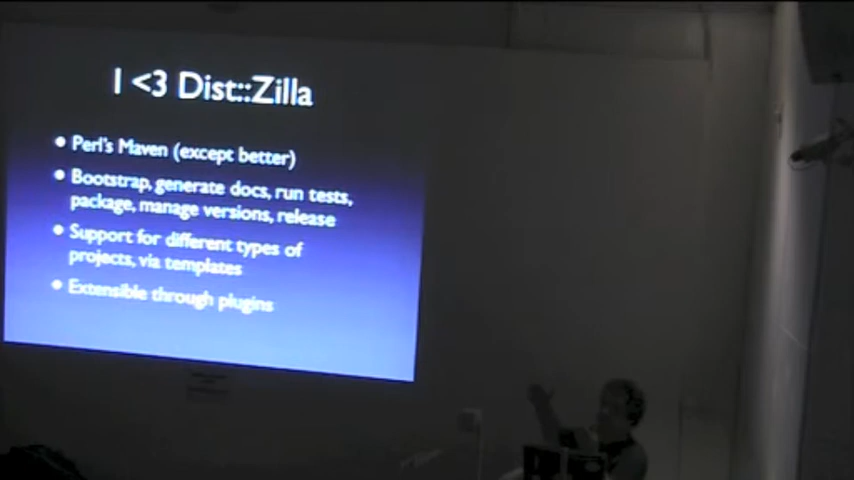 I <3 Dist::Zilla
• Perl's Maven (except better)
• Bootstrap, generate docs, run tests,
package, manage versions, release
• Support for different types of
projects, via templates
• Extensible through plugins